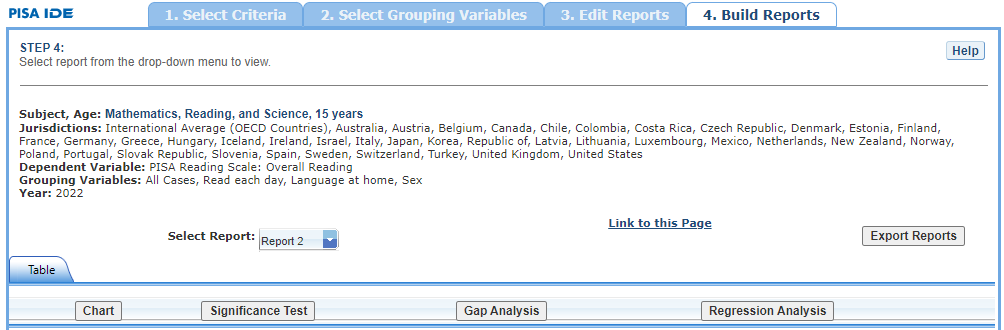 PISA IDE
1. Select Criteria
2. Select Grouping Variables
3. Edit Reports
4. Build Reports
STEP 4:
Help
Select report from the drop-down menu to view.
Subject, Age: Mathematics, Reading, and Science, 15 years
Jurisdictions: International Average (OECD Countries), Australia, Austria, Belgium, Canada, Chile, Colombia, Costa Rica, Czech Republic, Denmark, Estonia, Finland,
France, Germany, Greece, Hungary, Iceland, Ireland, Israel, Italy, Japan, Korea, Republic of, Latvia, Lithuania, Luxembourg, Mexico, Netherlands, New Zealand, Norway,
Poland, Portugal, Slovak Republic, Slovenia, Spain, Sweden, Switzerland, Turkey, United Kingdom, United States
Dependent Variable: PISA Reading Scale: Overall Reading
Grouping Variables: All Cases, Read each day, Language at home, Sex
Year: 2022
Link to this Page
Select Report: Report 2
Export Reports
Table
Chart
Significance Test
Gap Analysis
Regression Analysis